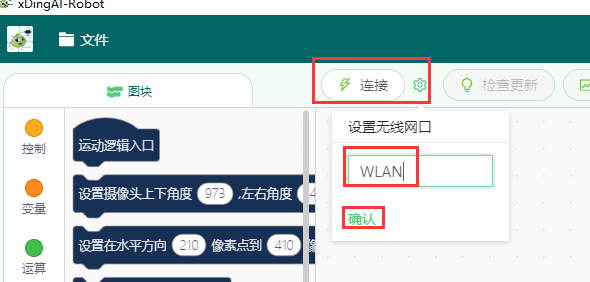 xDingAI-Robot
文件
图块
连接
检查更新
设置无线网口
WLAN
确认
控制
变量
运算
运动逻辑入口
设置摄像头上下角度 973 ,左右角度
设置在水平方向 210 像素点到 410